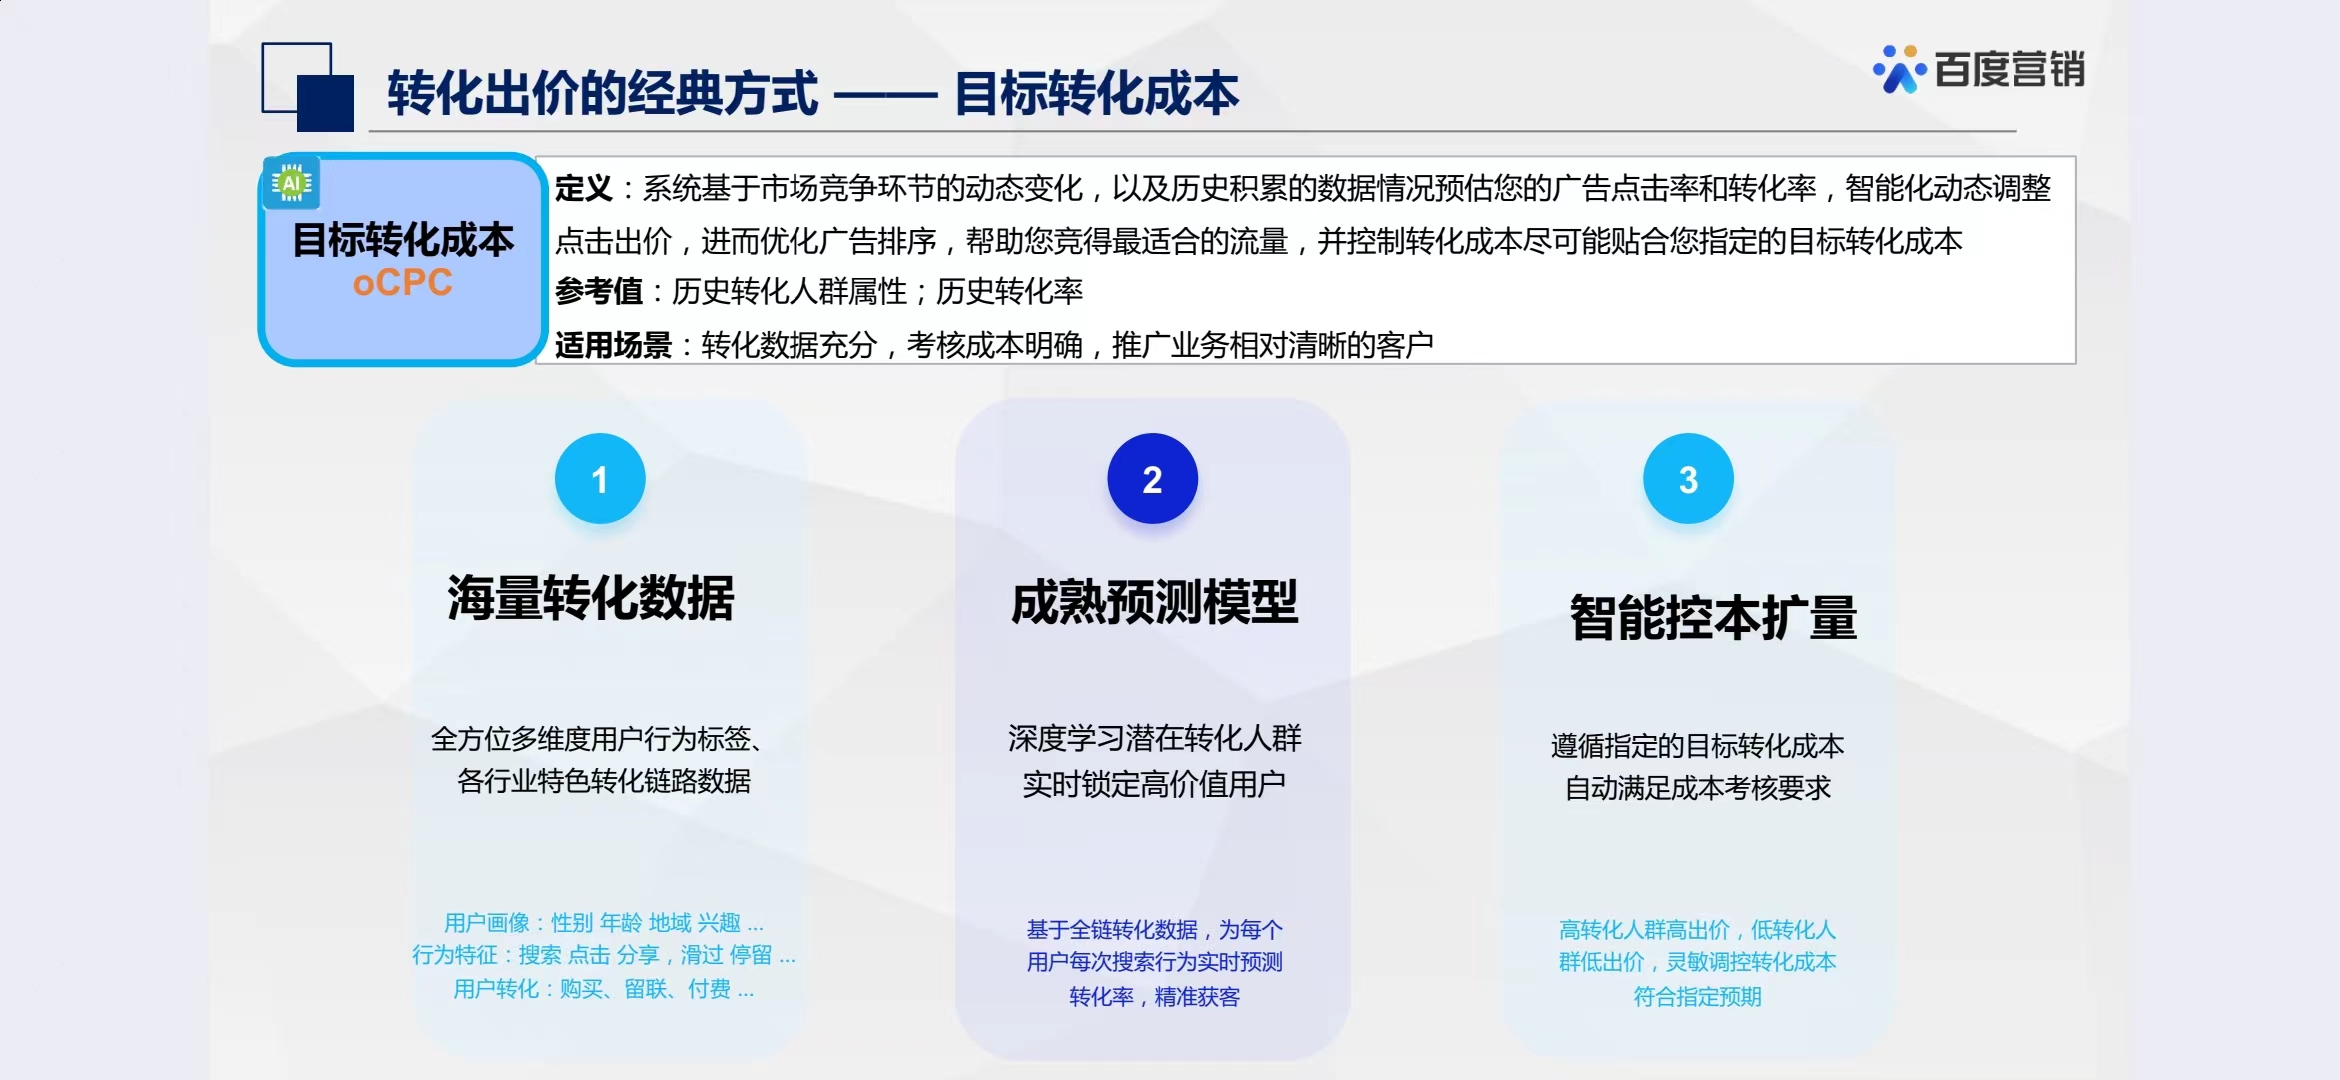 转化出价的经典方式 —— 目标转化成本
百度营销
AI
目标转化成本
oCPC
定义：系统基于市场竞争环节的动态变化，以及历史积累的数据情况预估您的广告点击率和转化率，智能化动态调整
点击出价，进而优化广告排序，帮助您竞得最适合的流量，并控制转化成本尽可能贴合您指定的目标转化成本
参考值：历史转化人群属性；历史转化率
适用场景：转化数据充分，考核成本明确，推广业务相对清晰的客户
1
海量转化数据
全方位多维度用户行为标签、
各行业特色转化链路数据
用户画像：性别 年龄 地域 兴趣 ...
行为特征：搜索 点击 分享，滑过 停留 ...
用户转化：购买、留联、付费 ...
2
成熟预测模型
深度学习潜在转化人群
实时锁定高价值用户
基于全链转化数据，为每个
用户每次搜索行为实时预测
转化率，精准获客
3
智能控本扩量
遵循指定的目标转化成本
自动满足成本考核要求
高转化人群高出价，低转化人
群低出价，灵敏调控转化成本
符合指定预期